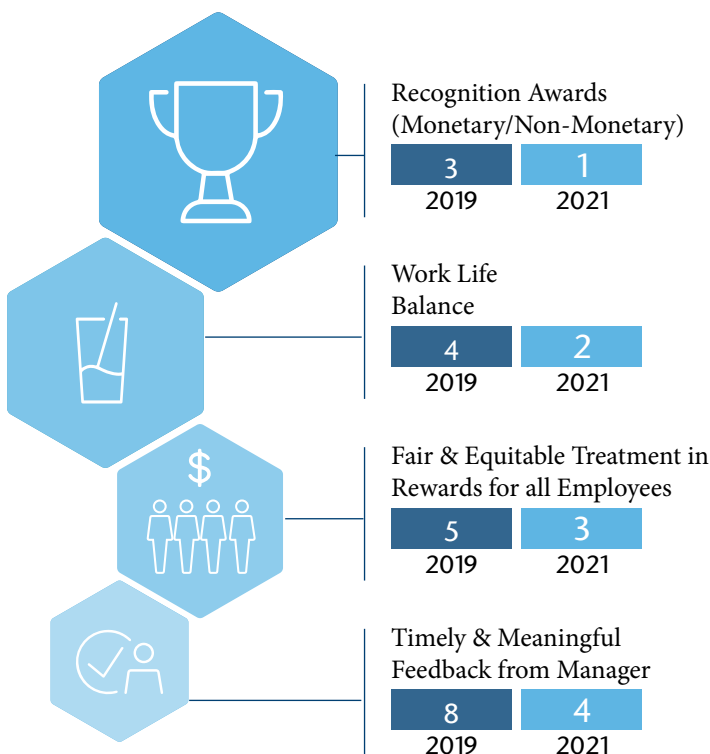 Recognition Awards
(Monetary/Non-Monetary)
3 1
2019 2021
Work Life
Balance
4 2
2019 2021
$
Fair & Equitable Treatment in
Rewards for all Employees
5 3
2019 2021
Timely & Meaningful
Feedback from Manager
8 4
2019 2021